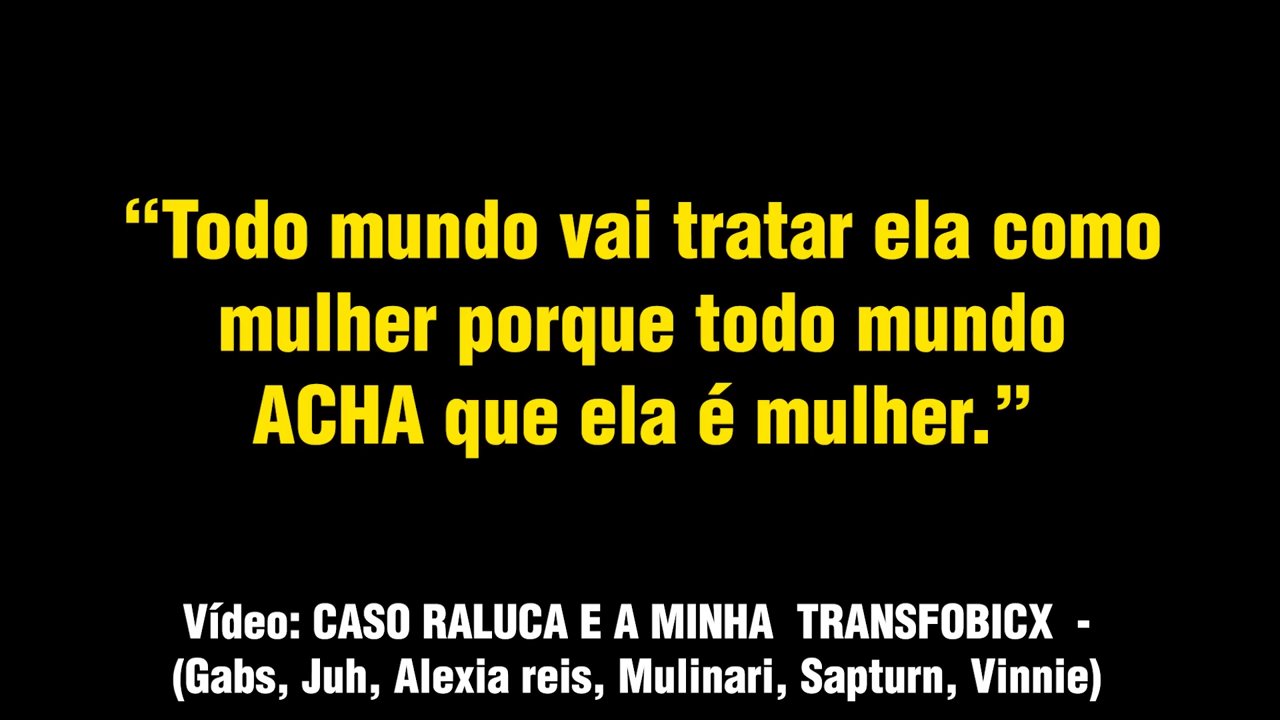 “Todo mundo vai tratar ela como
mulher porque todo mundo
ACHA que ela é mulher.”
Vídeo: CASO RALUCA E A MINHA  TRANSFOBICX  -
(Gabs, Juh, Alexia reis, Mulinari, Sapturn, Vinnie)